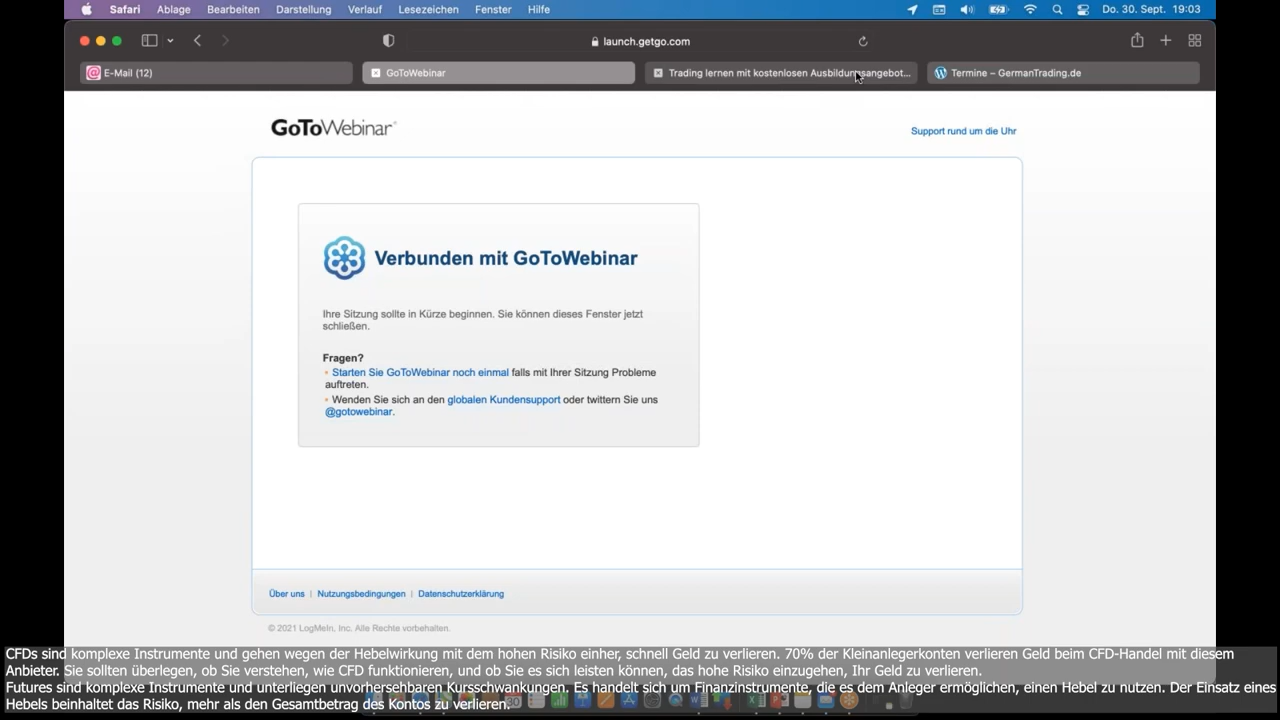 Safari Ablage Bearbeiten Darstellung Verlauf Lesezeichen Fenster Hilfe Do. 30. Sept. 19:03
launch.getgo.com
E-Mail (12) GoToWebinar Trading lernen mit kostenlosen Ausbildungsangebot... Termine – GermanTrading.de
GoToWebinar
Support rund um die Uhr
Verbunden mit GoToWebinar
Ihre Sitzung sollte in Kürze beginnen. Sie können dieses Fenster jetzt
schließen.
Fragen?
• Starten Sie GoToWebinar noch einmal falls mit Ihrer Sitzung Probleme
auftreten.
• Wenden Sie sich an den globalen Kundensupport oder twittern Sie uns
@gotowebinar.
Über uns | Nutzungsbedingungen | Datenschutzerklärung
© 2021 LogMeIn, Inc. Alle Rechte vorbehalten.
CFDs sind komplexe Instrumente und gehen wegen der Hebelwirkung mit dem hohen Risiko einher, schnell Geld zu verlieren. 70% der Kleinanlegerkonten verlieren Geld beim CFD-Handel mit diesem
Anbieter. Sie sollten überlegen, ob Sie verstehen, wie CFD funktionieren, und ob Sie es sich leisten können, das hohe Risiko einzugehen, Ihr Geld zu verlieren.
Futures sind komplexe Instrumente und unterliegen unvorhersehbaren Kursschwankungen. Es handelt sich um Finanzinstrumente, die es dem Anleger ermöglichen, einen Hebel zu nutzen. Der Einsatz eines
Hebels beinhaltet das Risiko, mehr als den Gesamtbetrag des Kontos zu verlieren.